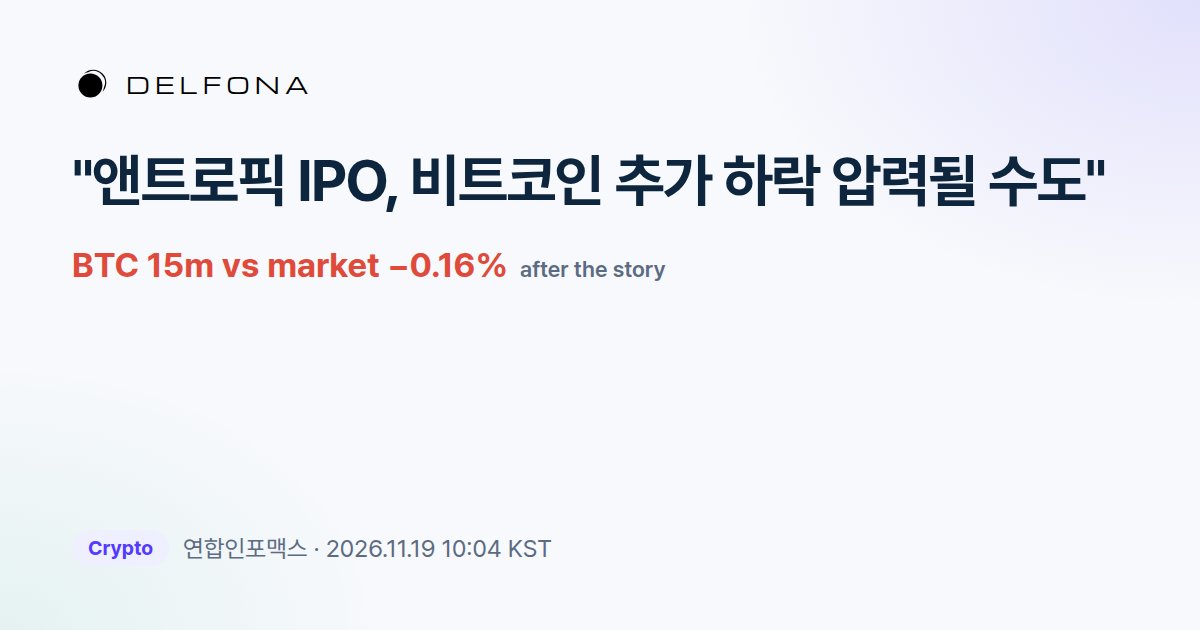 DELFONA
"앤트로픽 IPO, 비트코인 추가 하락 압력될 수도"
BTC 15m vs market −0.16% after the story
Crypto 연합인포맥스 · 2026.11.19 10:04 KST